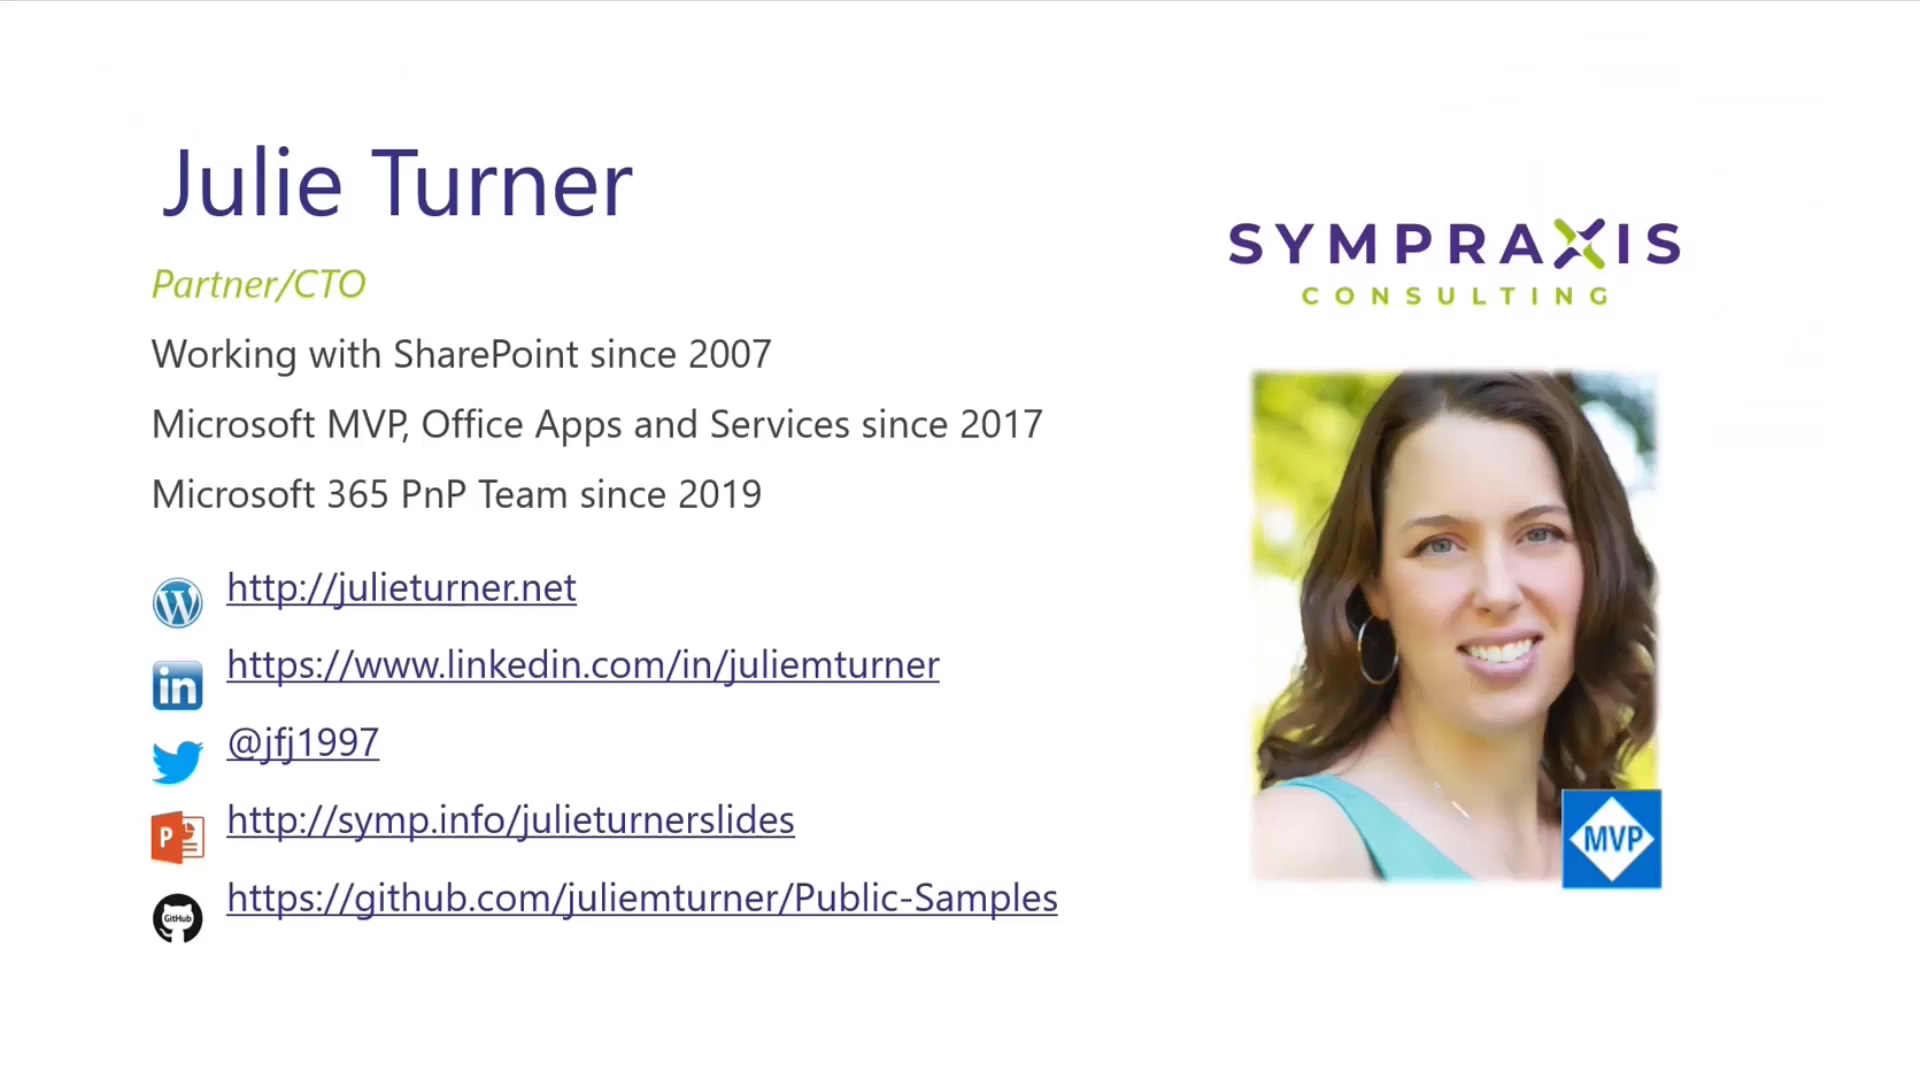 Julie Turner
Partner/CTO
Working with SharePoint since 2007
Microsoft MVP, Office Apps and Services since 2017
Microsoft 365 PnP Team since 2019
http://julieturner.net
in
https://www.linkedin.com/in/juliemturner
@jfj1997
P
http://symp.info/julieturnerslides
GitHub
https://github.com/juliemturner/Public-Samples
SYMPRAXIS
CONSULTING
MVP